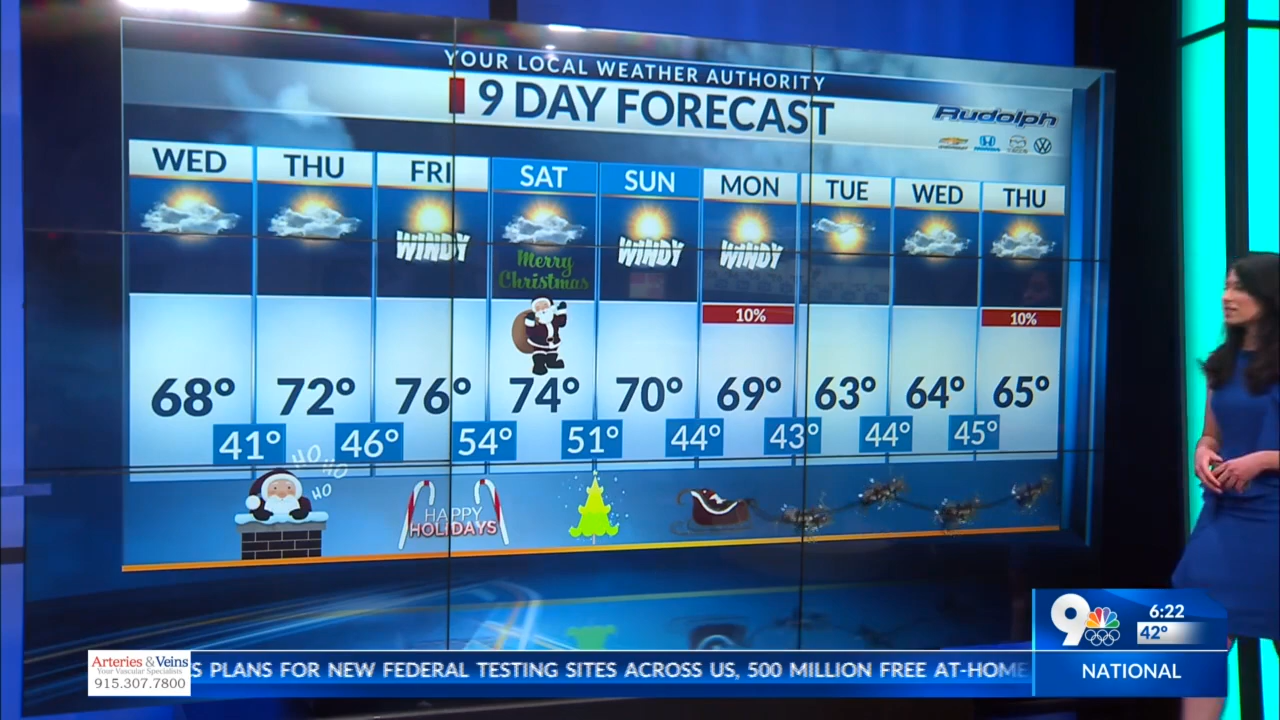 YOUR LOCAL WEATHER AUTHORITY
9 DAY FORECAST
Rudolph
WED THU FRI SAT SUN MON TUE WED THU
WINDY WINDY WINDY
Merry
Christmas
10% 10%
68° 72° 76° 74° 70° 69° 63° 64° 65°
41° 46° 54° 51° 44° 43° 44° 45°
HO HO HO
HAPPY
HOLIDAYS
9 6:22
42°
NATIONAL
Arteries & Veins
Your Vascular Specialists
915.307.7800
S PLANS FOR NEW FEDERAL TESTING SITES ACROSS US, 500 MILLION FREE AT-HOME